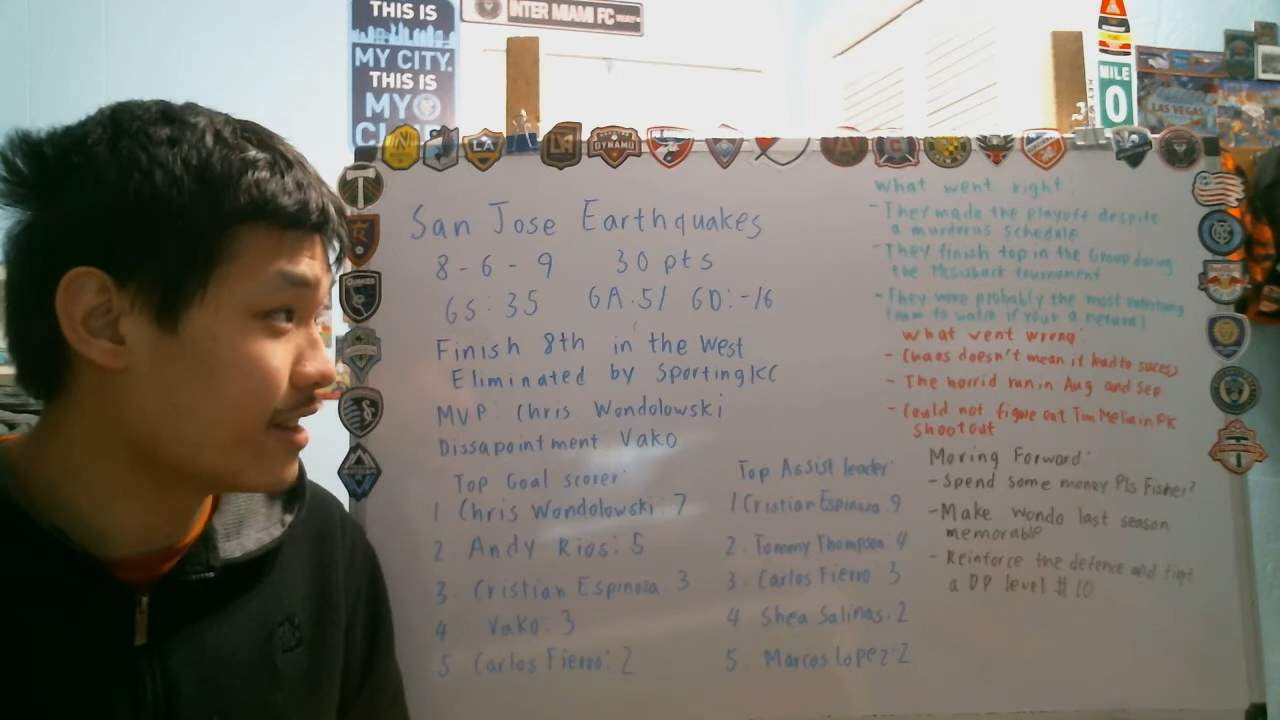 THIS IS
MY CITY.
THIS IS
MY
INTER MIAMI FC
MILE
0
LAS VEGAS
LA
DYNAMO
San Jose Earthquakes
8-6-9 30 pts
GS: 35 GA:51 GD:-16
Finish 8th in the West
Eliminated by Sporting KC
MVP: Chris Wondolowski
Dissapointment Vako
Top Goal scorer:
1 Chris Wondolowski: 7
2. Andy Rios: 5
3. Cristian Espinoza 3
4 Vako: 3
5 Carlos Fierro: 2
Top Assist leader:
1 Cristian Espinoza 9
2. Tommy Thompson 4
3. Carlos Fierro 3
4 Shea Salinas: 2
5. Marcos Lopez: 2
What went right:
- They made the playoff despite
a murderus schedule
- They finish top in the Group during
the MLSisback tournament
- They were probably the most
team to watch if your a netural
What went wrong:
- Chaos doesn't mean it lead to sucess
- The horrid run in Aug and Sep
- Could not figue out Tim Melia in PK
shootout
Moving Forward:
- Spend some money Pls Fisher?
- Make Wondo last season
memorable
- Reinforce the defence and
a DP level #10